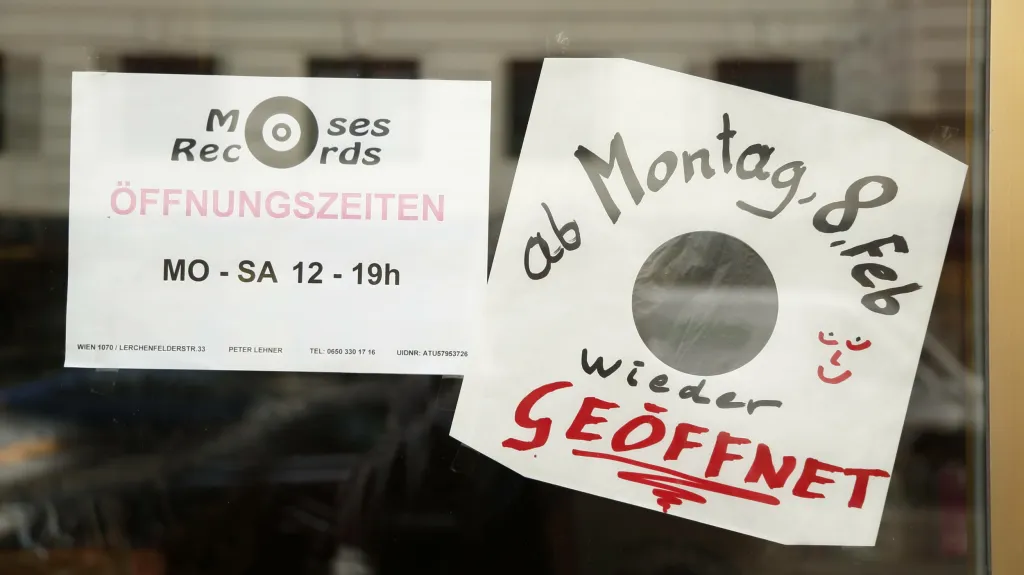 Moses
Records
ÖFFNUNGSZEITEN
MO - SA 12 - 19h
WIEN 1070 / LERCHENFELDERSTR.33 PETER LEHNER TEL: 0650 330 17 16 UIDNR: ATU57953726
ab Montag, 8. Feb
wieder
GEÖFFNET